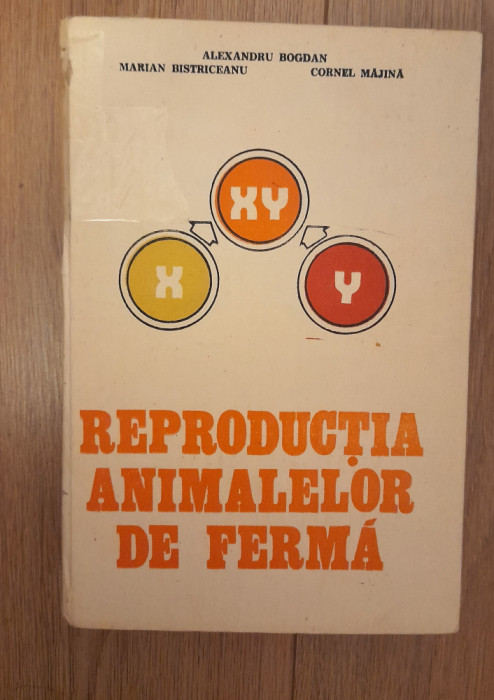 ALEXANDRU BOGDAN
MARIAN BISTRICEANU CORNEL MĂJINĂ
XY
X Y
REPRODUCȚIA
ANIMALELOR
DE FERMĂ